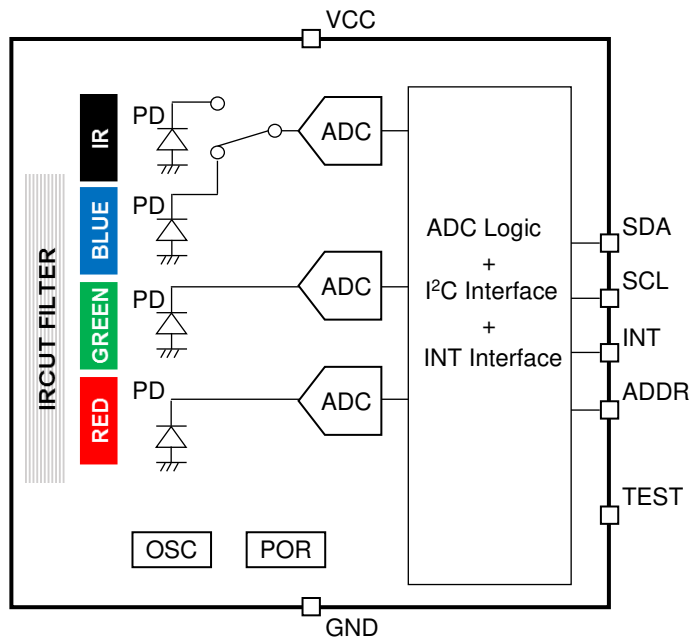 VCC
IR
PD
ADC
BLUE
PD
IRCUT FILTER
GREEN
PD
ADC
RED
PD
ADC
ADC Logic
+
I²C Interface
+
INT Interface
SDA
SCL
INT
ADDR
TEST
OSC
POR
GND